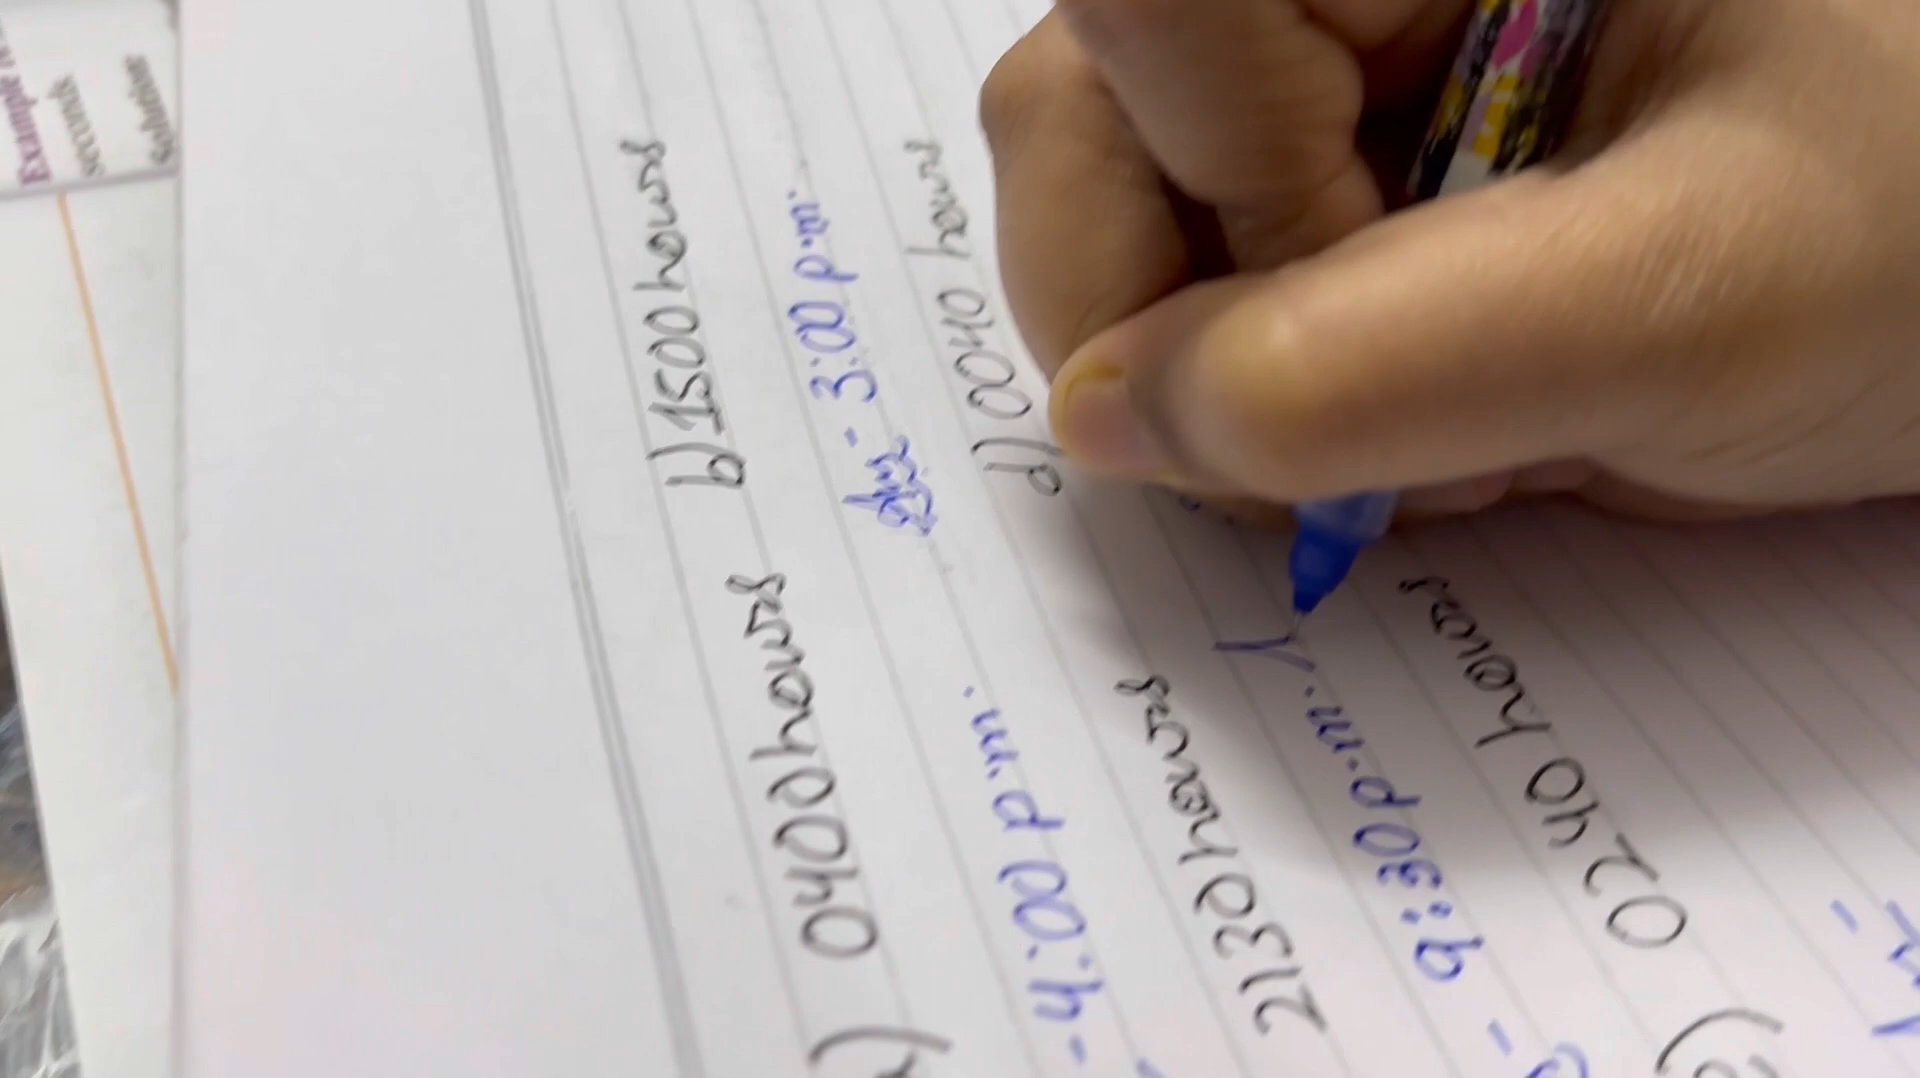 Example
seconds
Solution
0400 hours b) 1500 hours
- 4:00 p.m. - 3:00 p.m.
2130 hours d) 0040 hours
- 9:30 p.m.
0240 hours